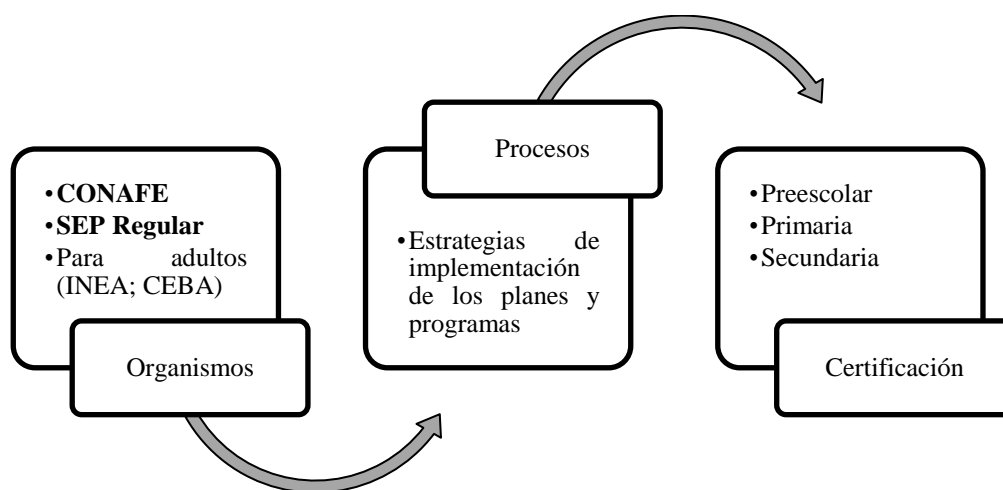 •CONAFE
•SEP Regular
•Para adultos
(INEA; CEBA)
Organismos
Procesos
•Estrategias de
implementación
de los planes y
programas
•Preescolar
•Primaria
•Secundaria
Certificación